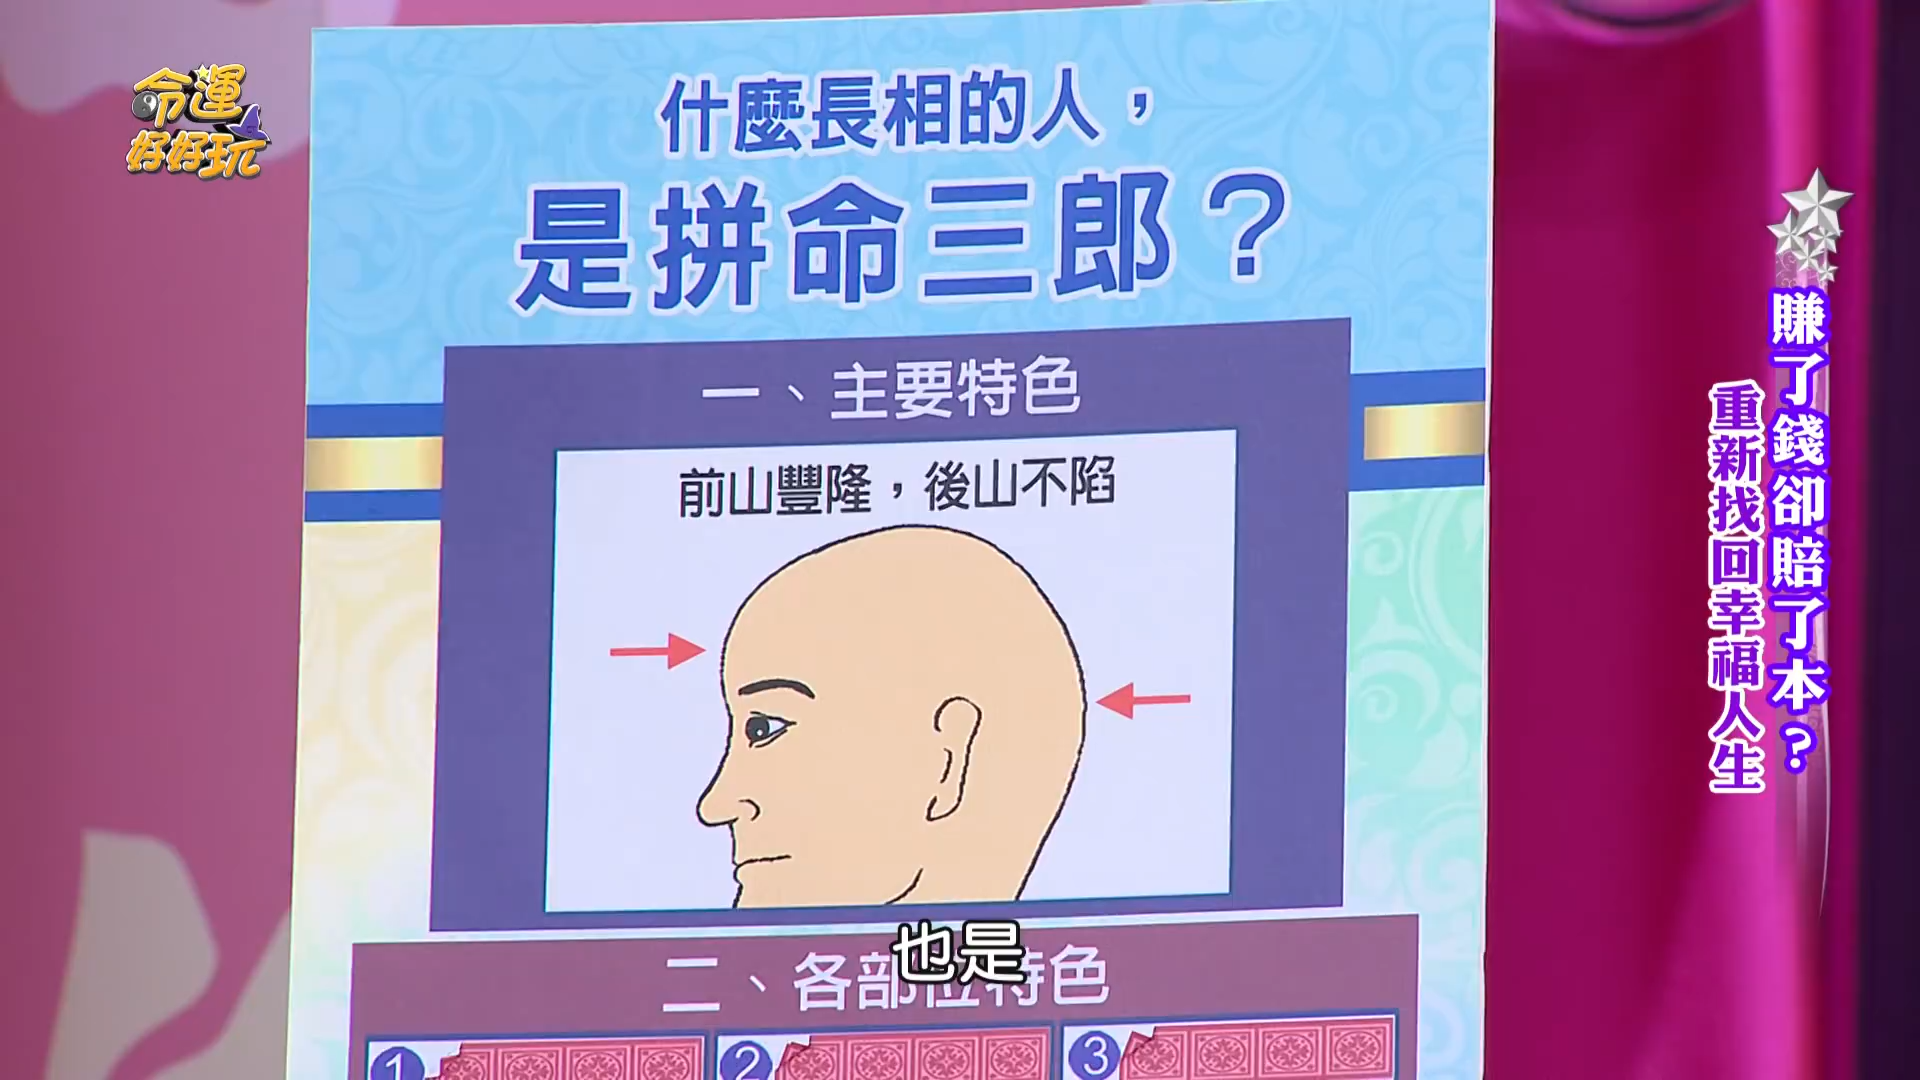 命運
好好玩
什麼長相的人，
是拼命三郎？
一、主要特色
前山豐隆，後山不陷
二、各部位特色
也是
1
2
3
賺了錢卻賠了本？
重新找回幸福人生